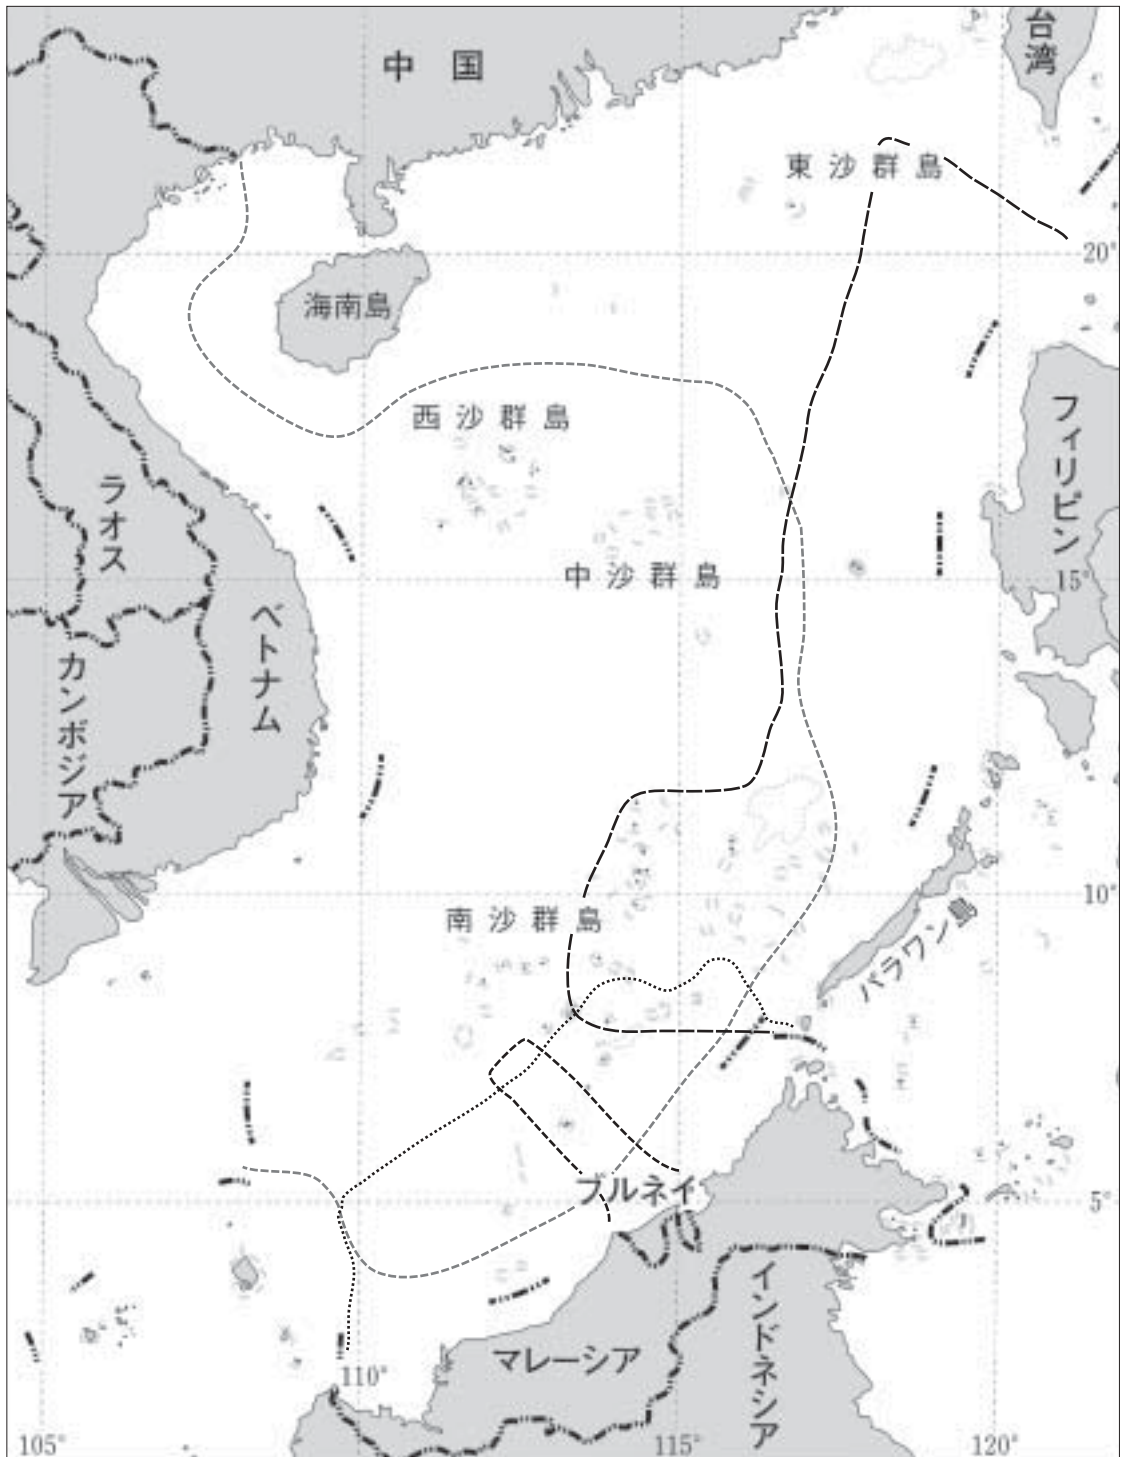 台湾
中国
東沙群島
20°
海南島
西沙群島
フィリピン
ラオス
中沙群島
15°
ベトナム
カンボジア
10°
南沙群島
パラワン島
ブルネイ
5°
インドネシア
マレーシア
110°
105°
115°
120°